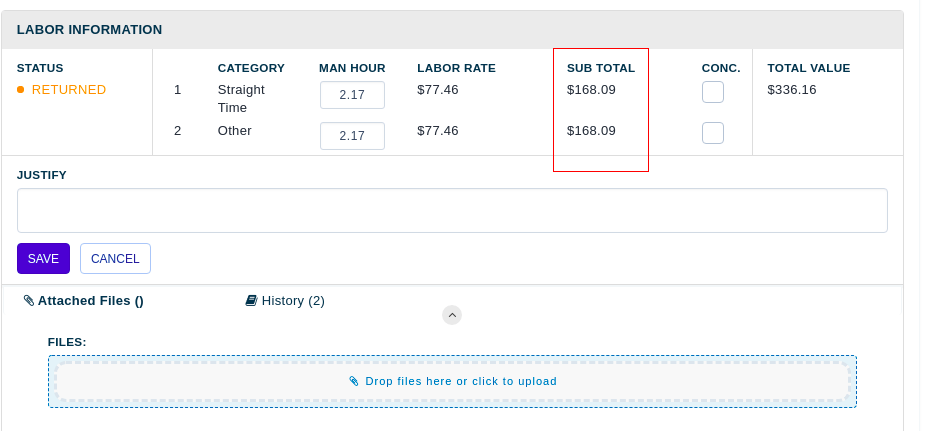 LABOR INFORMATION
STATUS CATEGORY MAN HOUR LABOR RATE SUB TOTAL CONC. TOTAL VALUE
RETURNED 1 Straight Time 2.17 $77.46 $168.09 $336.16
2 Other 2.17 $77.46 $168.09
JUSTIFY
SAVE CANCEL
Attached Files () History (2)
FILES:
Drop files here or click to upload